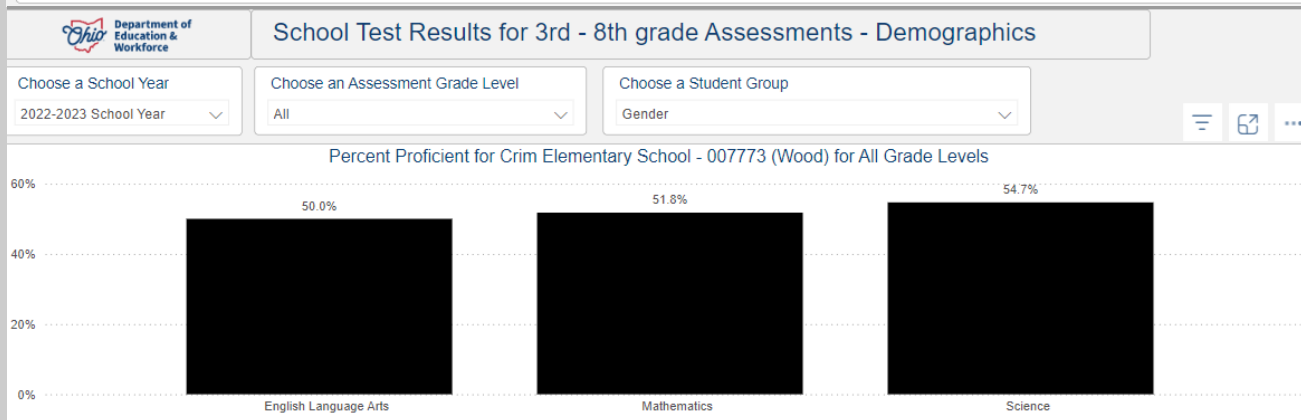 Ohio
Department of
Education &
Workforce
School Test Results for 3rd - 8th grade Assessments - Demographics
Choose a School Year
2022-2023 School Year
Choose an Assessment Grade Level
All
Choose a Student Group
Gender
Percent Proficient for Crim Elementary School - 007773 (Wood) for All Grade Levels
60%
40%
20%
0%
50.0%
51.8%
54.7%
English Language Arts
Mathematics
Science